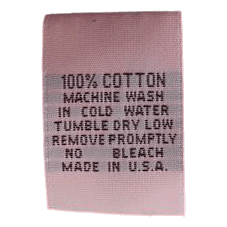 100% COTTON
MACHINE WASH
IN COLD WATER
TUMBLE DRY LOW
REMOVE PROMPTLY
NO BLEACH
MADE IN U.S.A.